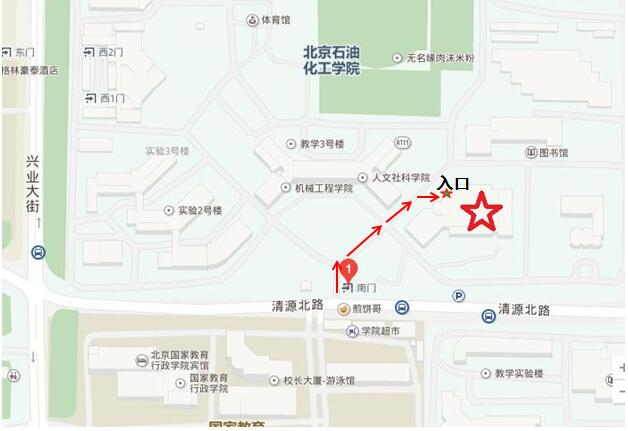 体育馆
北京石油
化工学院
东门
格林豪泰酒店
西2门
西1门
无名缘肉沫米粉
兴业大街
实验3号楼
教学3号楼
RT川
图书馆
人文社科学院
入口
机械工程学院
实验2号楼
1
南门
清源北路
煎饼哥
P
清源北路
学院超市
北京国家教育
行政学院宾馆
国家教育
行政学院
校长大厦-游泳馆
教学实验楼
国家教育